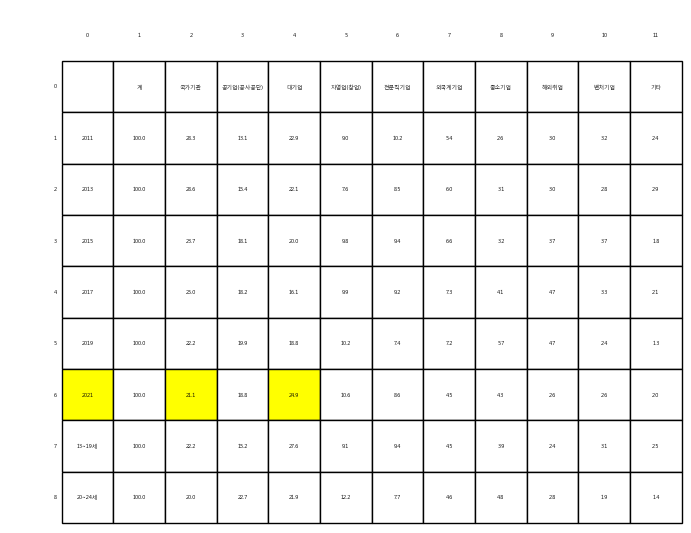 0 1 2 3 4 5 6 7 8 9 10 11
0 계 국가기관 공기업(공사·공단) 대기업 자영업(창업) 전문직기업 외국계기업 중소기업 해외취업 벤처기업 기타
1 2011 100.0 28.3 13.1 22.9 9.0 10.2 5.4 2.6 3.0 3.2 2.4
2 2013 100.0 28.6 15.4 22.1 7.6 8.5 6.0 3.1 3.0 2.8 2.9
3 2015 100.0 23.7 18.1 20.0 9.8 9.4 6.6 3.2 3.7 3.7 1.8
4 2017 100.0 25.0 18.2 16.1 9.9 9.2 7.3 4.1 4.7 3.3 2.1
5 2019 100.0 22.2 19.9 18.8 10.2 7.4 7.2 5.7 4.7 2.4 1.3
6 2021 100.0 21.1 18.8 24.9 10.6 8.6 4.5 4.3 2.6 2.6 2.0
7 13~19세 100.0 22.2 15.2 27.6 9.1 9.4 4.5 3.9 2.4 3.1 2.5
8 20~24세 100.0 20.0 22.7 21.9 12.2 7.7 4.6 4.8 2.8 1.9 1.4